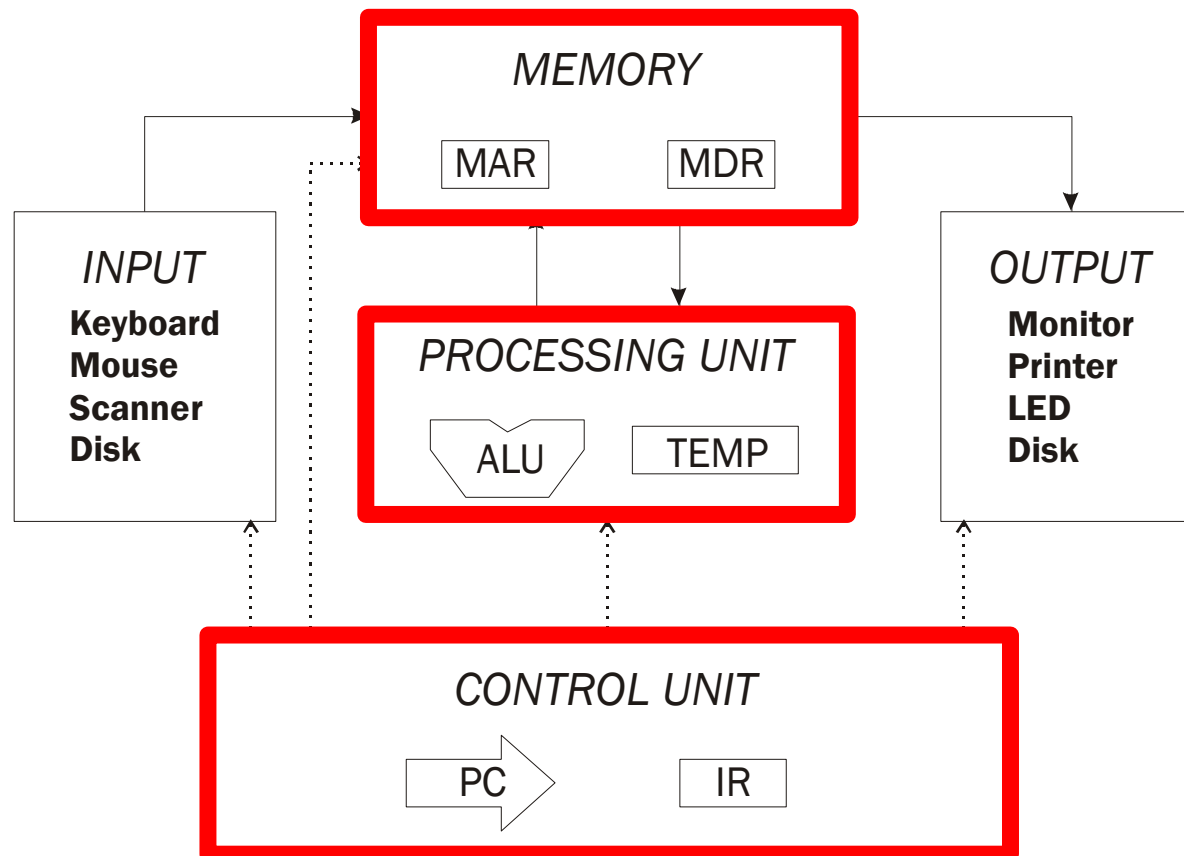 MEMORY
MAR
MDR
INPUT
Keyboard
Mouse
Scanner
Disk
PROCESSING UNIT
ALU
TEMP
OUTPUT
Monitor
Printer
LED
Disk
CONTROL UNIT
PC
IR